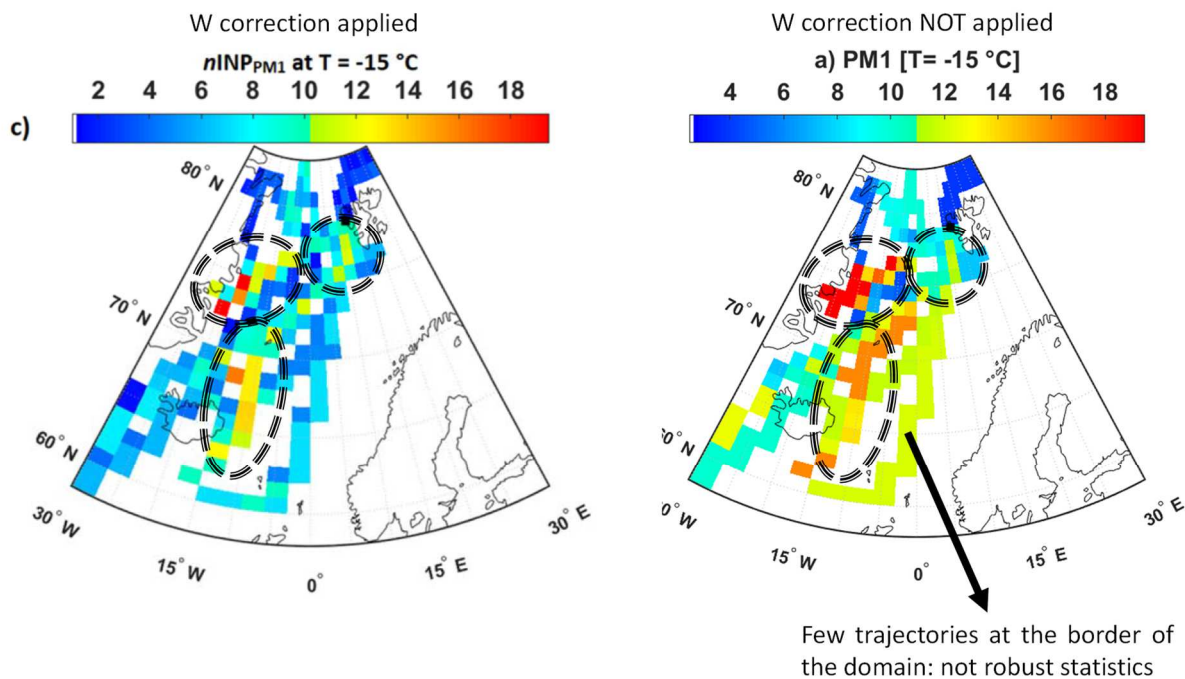 W correction applied
nINPPM1 at T = -15 °C
2 4 6 8 10 12 14 16 18
c)
80° N
70° N
60° N
30° W
15° W
0°
15° E
30° E
W correction NOT applied
a) PM1 [T= -15 °C]
4 6 8 10 12 14 16 18
80° N
70° N
0° N
0° W
15° W
0°
15° E
30° E
Few trajectories at the border of
the domain: not robust statistics